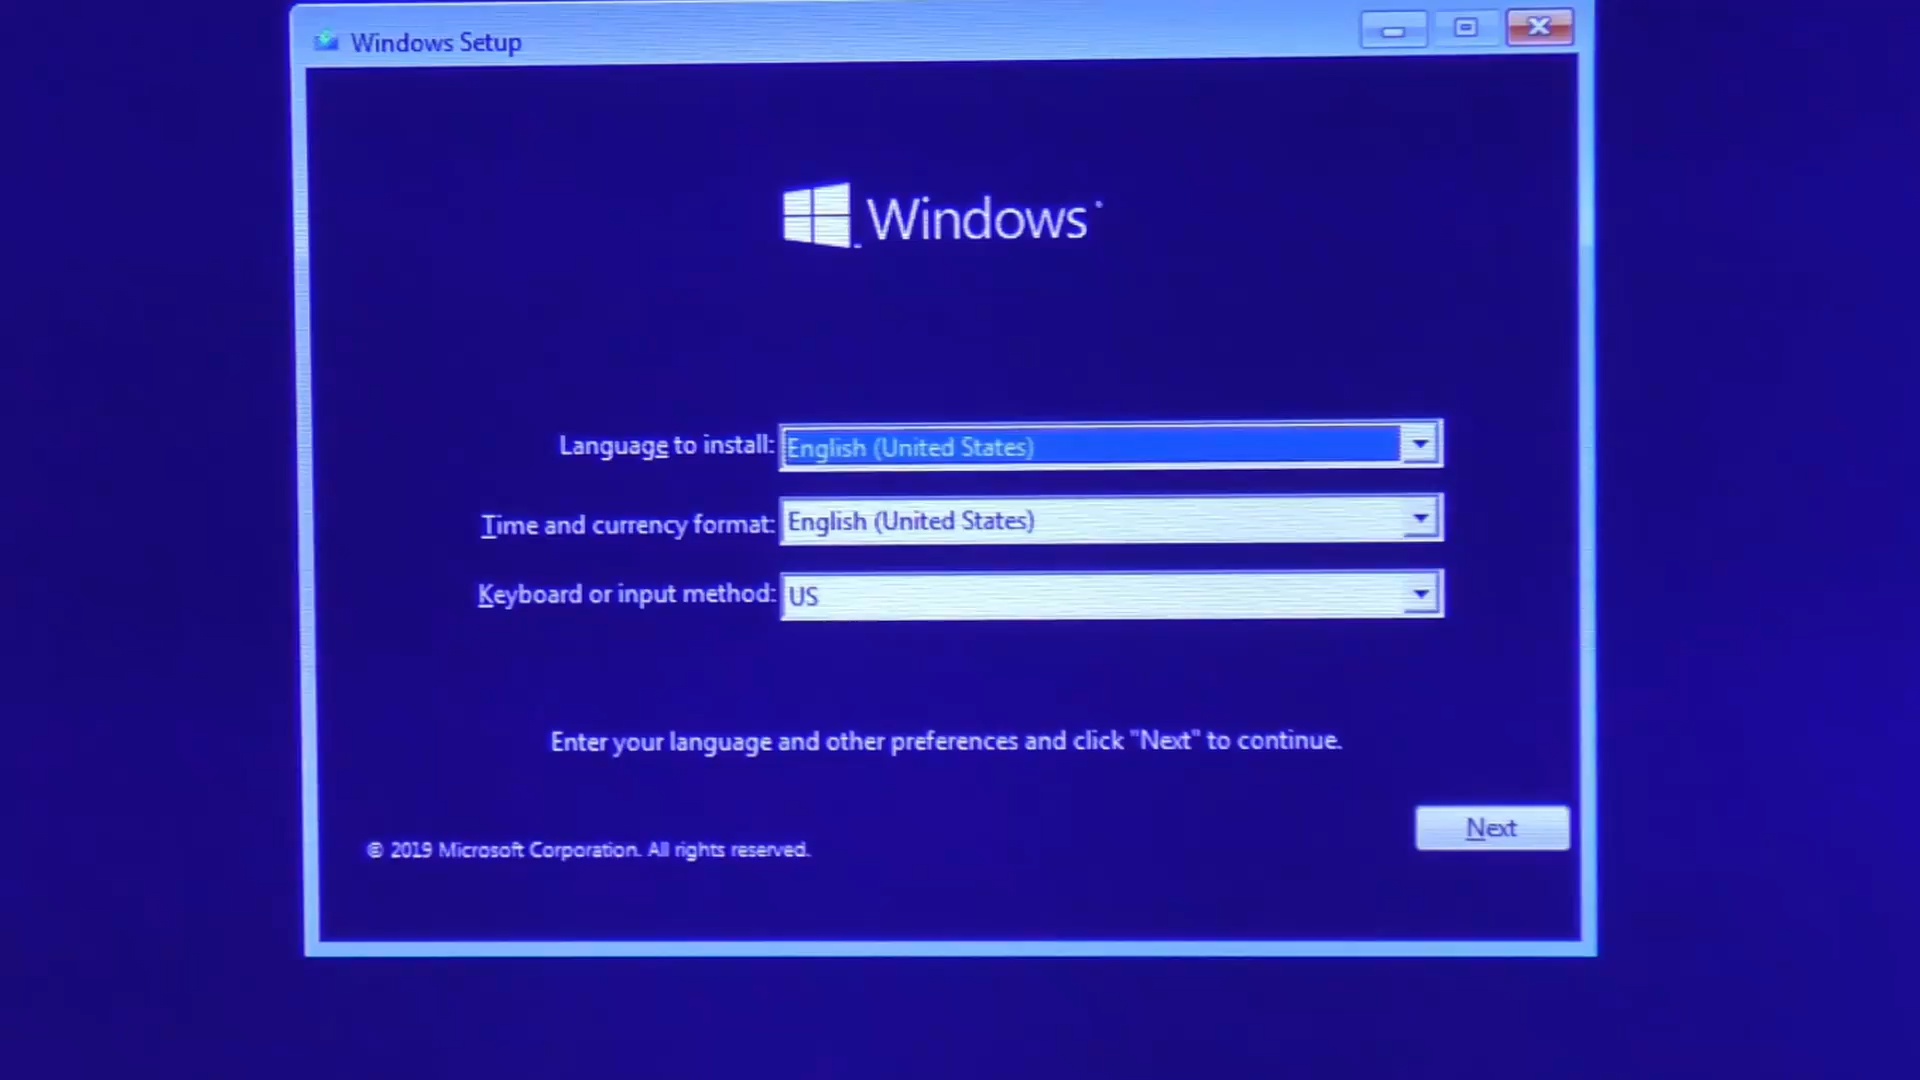 Windows Setup
Windows
Language to install: English (United States)
Time and currency format: English (United States)
Keyboard or input method: US
Enter your language and other preferences and click "Next" to continue.
Next
© 2019 Microsoft Corporation. All rights reserved.